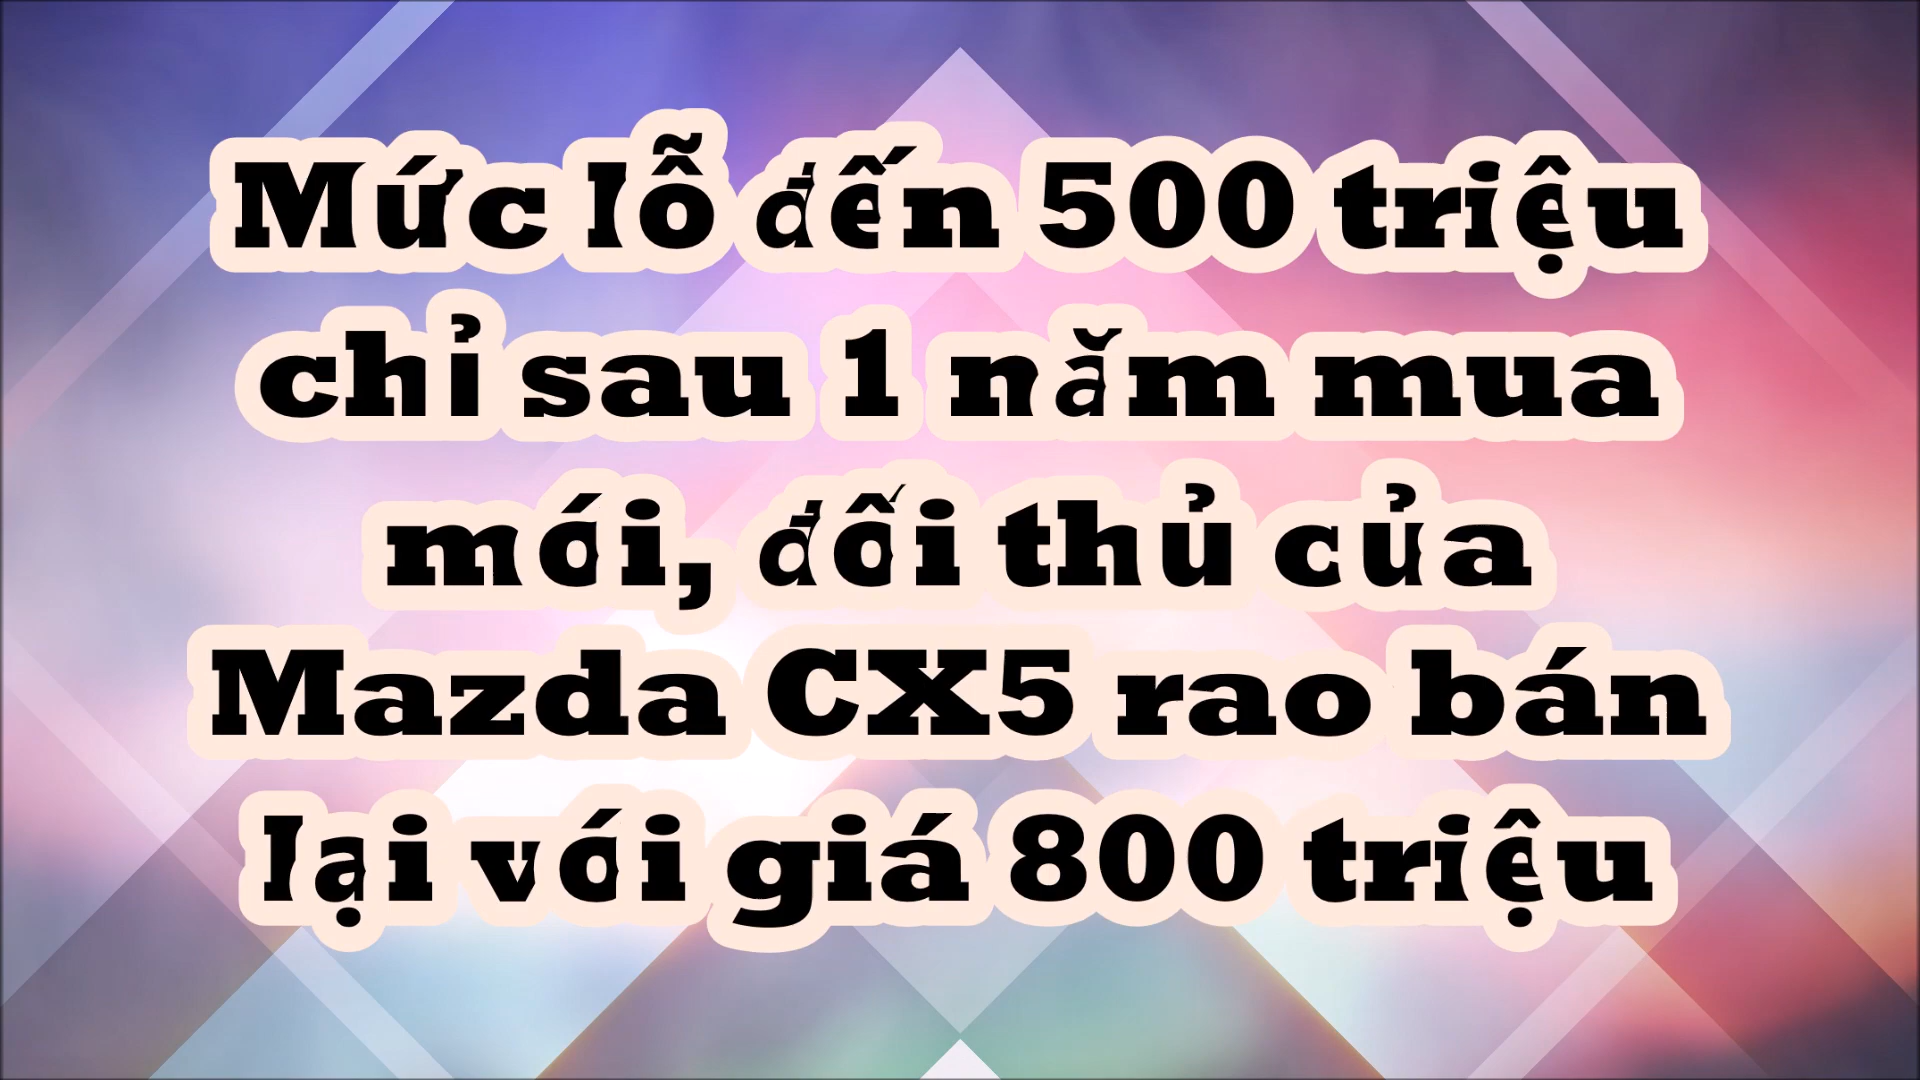 Mức lỗ đến 500 triệu
chỉ sau 1 năm mua
mới, đối thủ của
Mazda CX5 rao bán
lại với giá 800 triệu